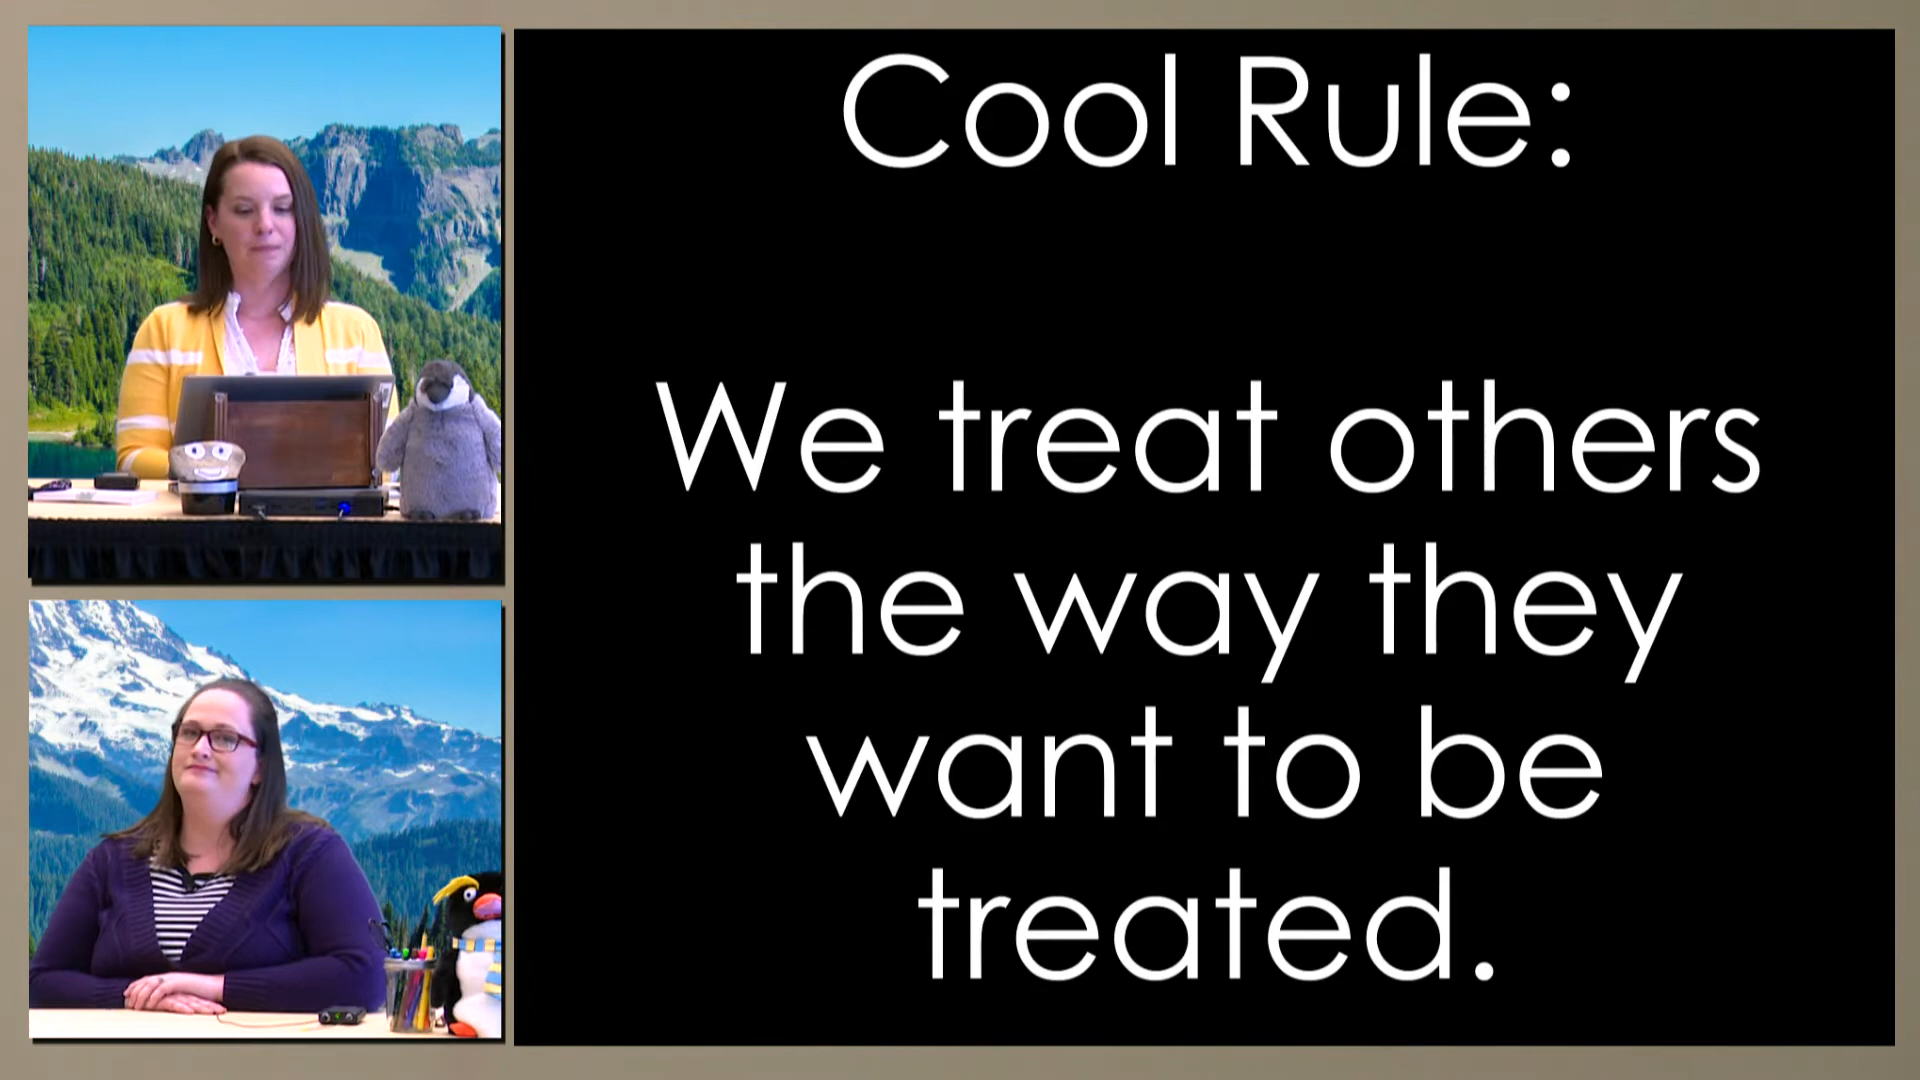 Cool Rule:
We treat others
the way they
want to be
treated.